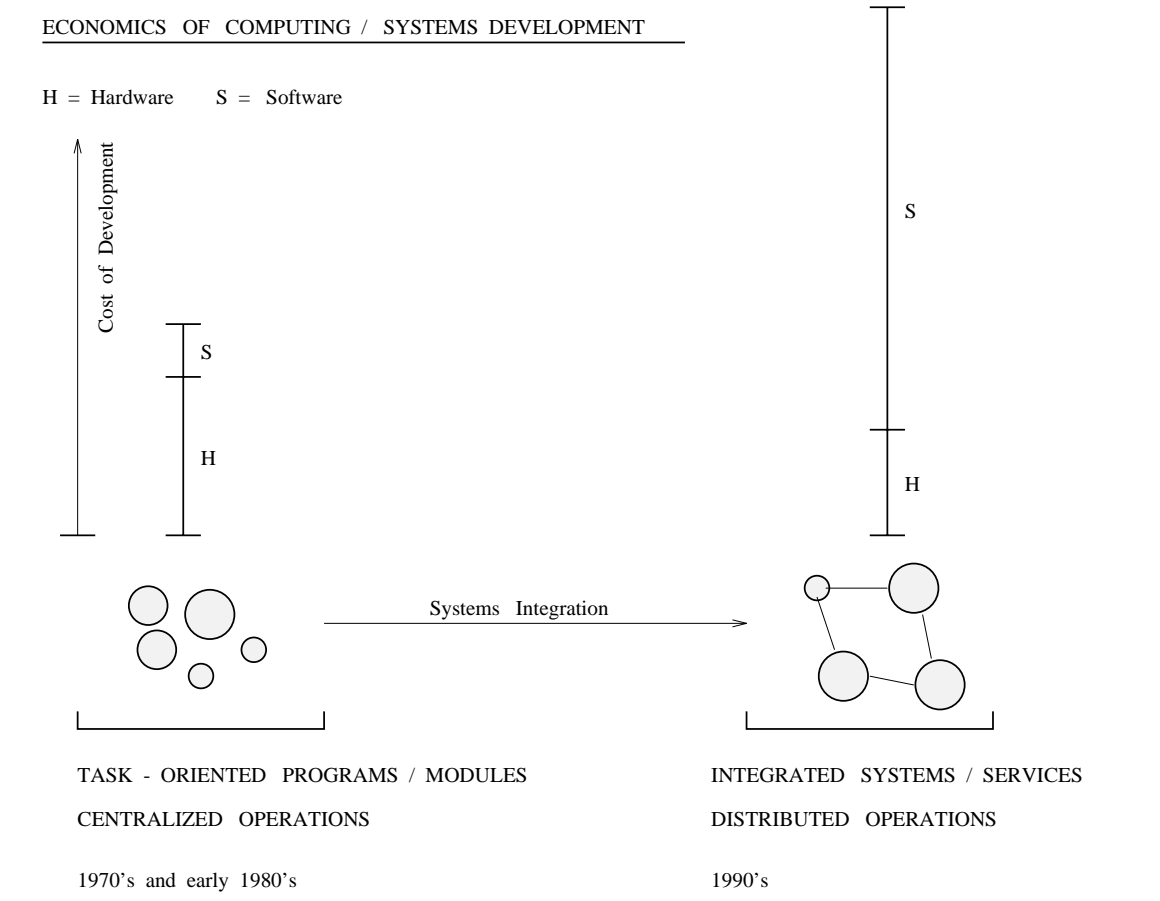 ECONOMICS OF COMPUTING / SYSTEMS DEVELOPMENT
H = Hardware S = Software
Cost of Development
S
H
S
H
Systems Integration
TASK - ORIENTED PROGRAMS / MODULES
CENTRALIZED OPERATIONS
1970's and early 1980's
INTEGRATED SYSTEMS / SERVICES
DISTRIBUTED OPERATIONS
1990's